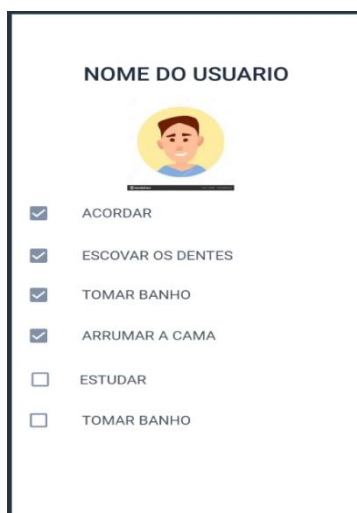 NOME DO USUARIO
ACORDAR
ESCOVAR OS DENTES
TOMAR BANHO
ARRUMAR A CAMA
ESTUDAR
TOMAR BANHO